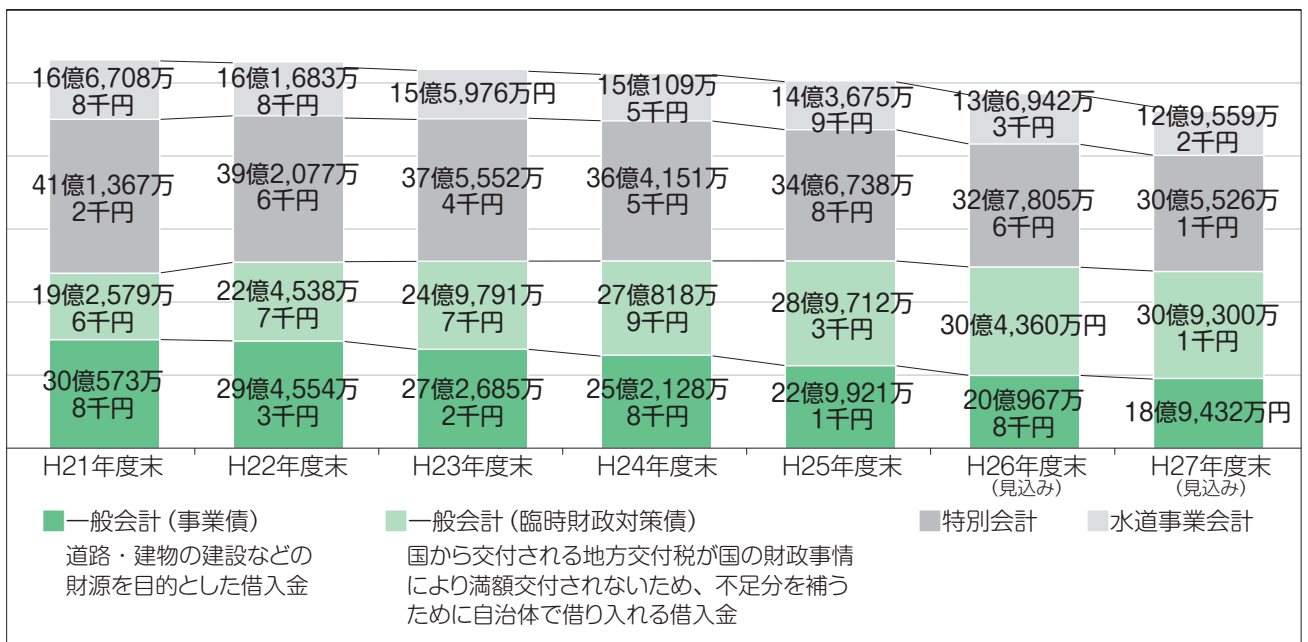 16億6,708万
8千円
16億1,683万
8千円
15億5,976万円
15億109万
5千円
14億3,675万
9千円
13億6,942万
3千円
12億9,559万
2千円
41億1,367万
2千円
39億2,077万
6千円
37億5,552万
4千円
36億4,151万
5千円
34億6,738万
8千円
32億7,805万
6千円
30億5,526万
1千円
19億2,579万
6千円
22億4,538万
7千円
24億9,791万
7千円
27億818万
9千円
28億9,712万
3千円
30億4,360万円
30億9,300万
1千円
30億573万
8千円
29億4,554万
3千円
27億2,685万
2千円
25億2,128万
8千円
22億9,921万
1千円
20億967万
8千円
18億9,432万円
H21年度末
H22年度末
H23年度末
H24年度末
H25年度末
H26年度末
(見込み)
H27年度末
(見込み)
一般会計(事業債)
道路・建物の建設などの
財源を目的とした借入金
一般会計(臨時財政対策債)
国から交付される地方交付税が国の財政事情
により満額交付されないため、不足分を補う
ために自治体で借り入れる借入金
特別会計
水道事業会計